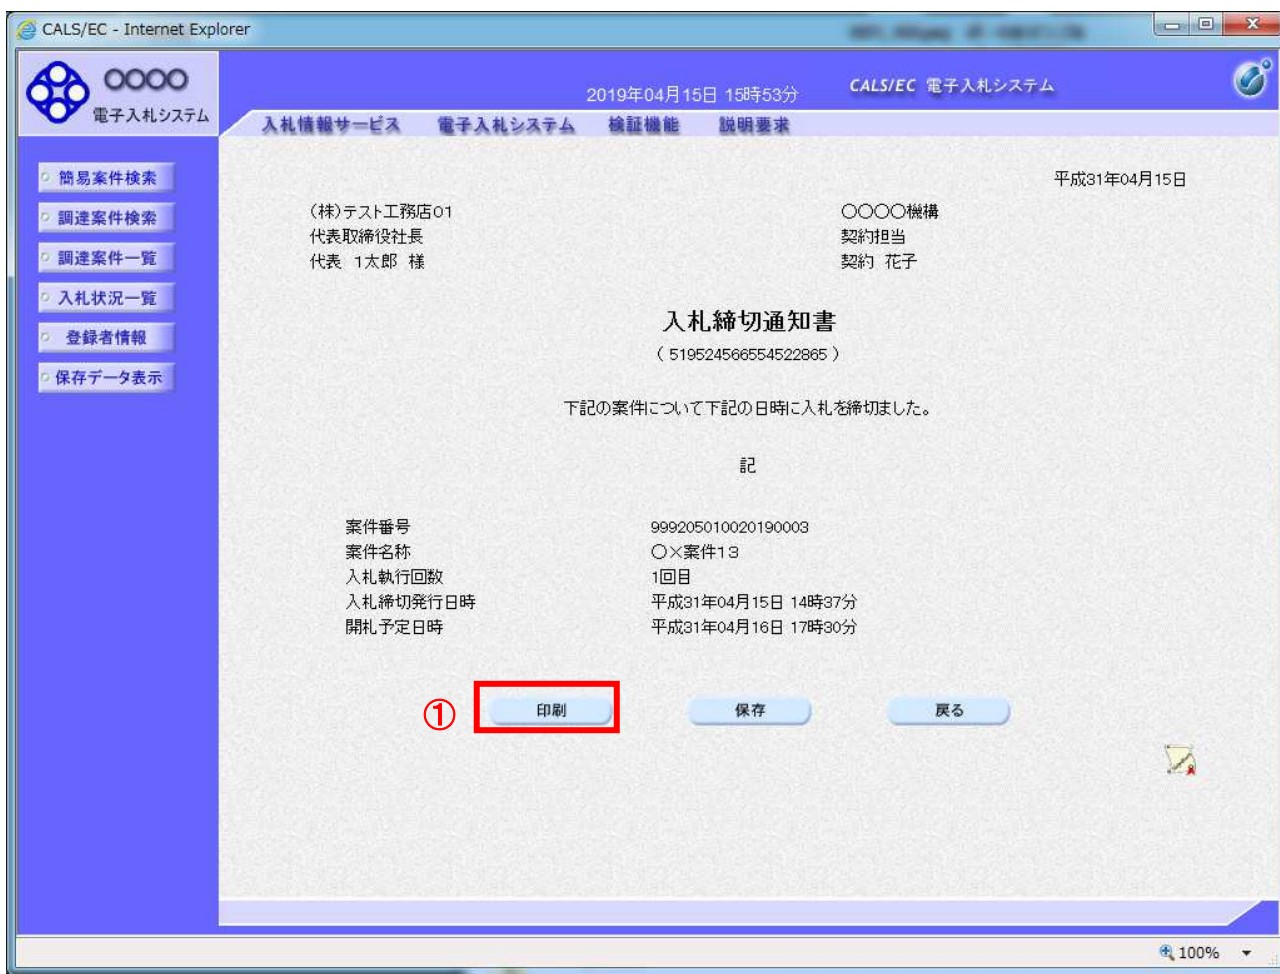 CALS/EC - Internet Explorer
〇〇〇〇
電子入札システム
2019年04月15日 15時53分
CALS/EC 電子入札システム
入札情報サービス 電子入札システム 検証機能 説明要求
簡易案件検索
調達案件検索
調達案件一覧
入札状況一覧
登録者情報
保存データ表示
平成31年04月15日
(株)テスト工務店01
代表取締役社長
代表 1太郎 様
〇〇〇〇機構
契約担当
契約 花子
入札締切通知書
( 519524566554522865 )
下記の案件について下記の日時に入札を締切ました。
記
案件番号 999205010020190003
案件名称 〇×案件13
入札執行回数 1回目
入札締切発行日時 平成31年04月15日 14時37分
開札予定日時 平成31年04月16日 17時30分
① 印刷 保存 戻る
100%